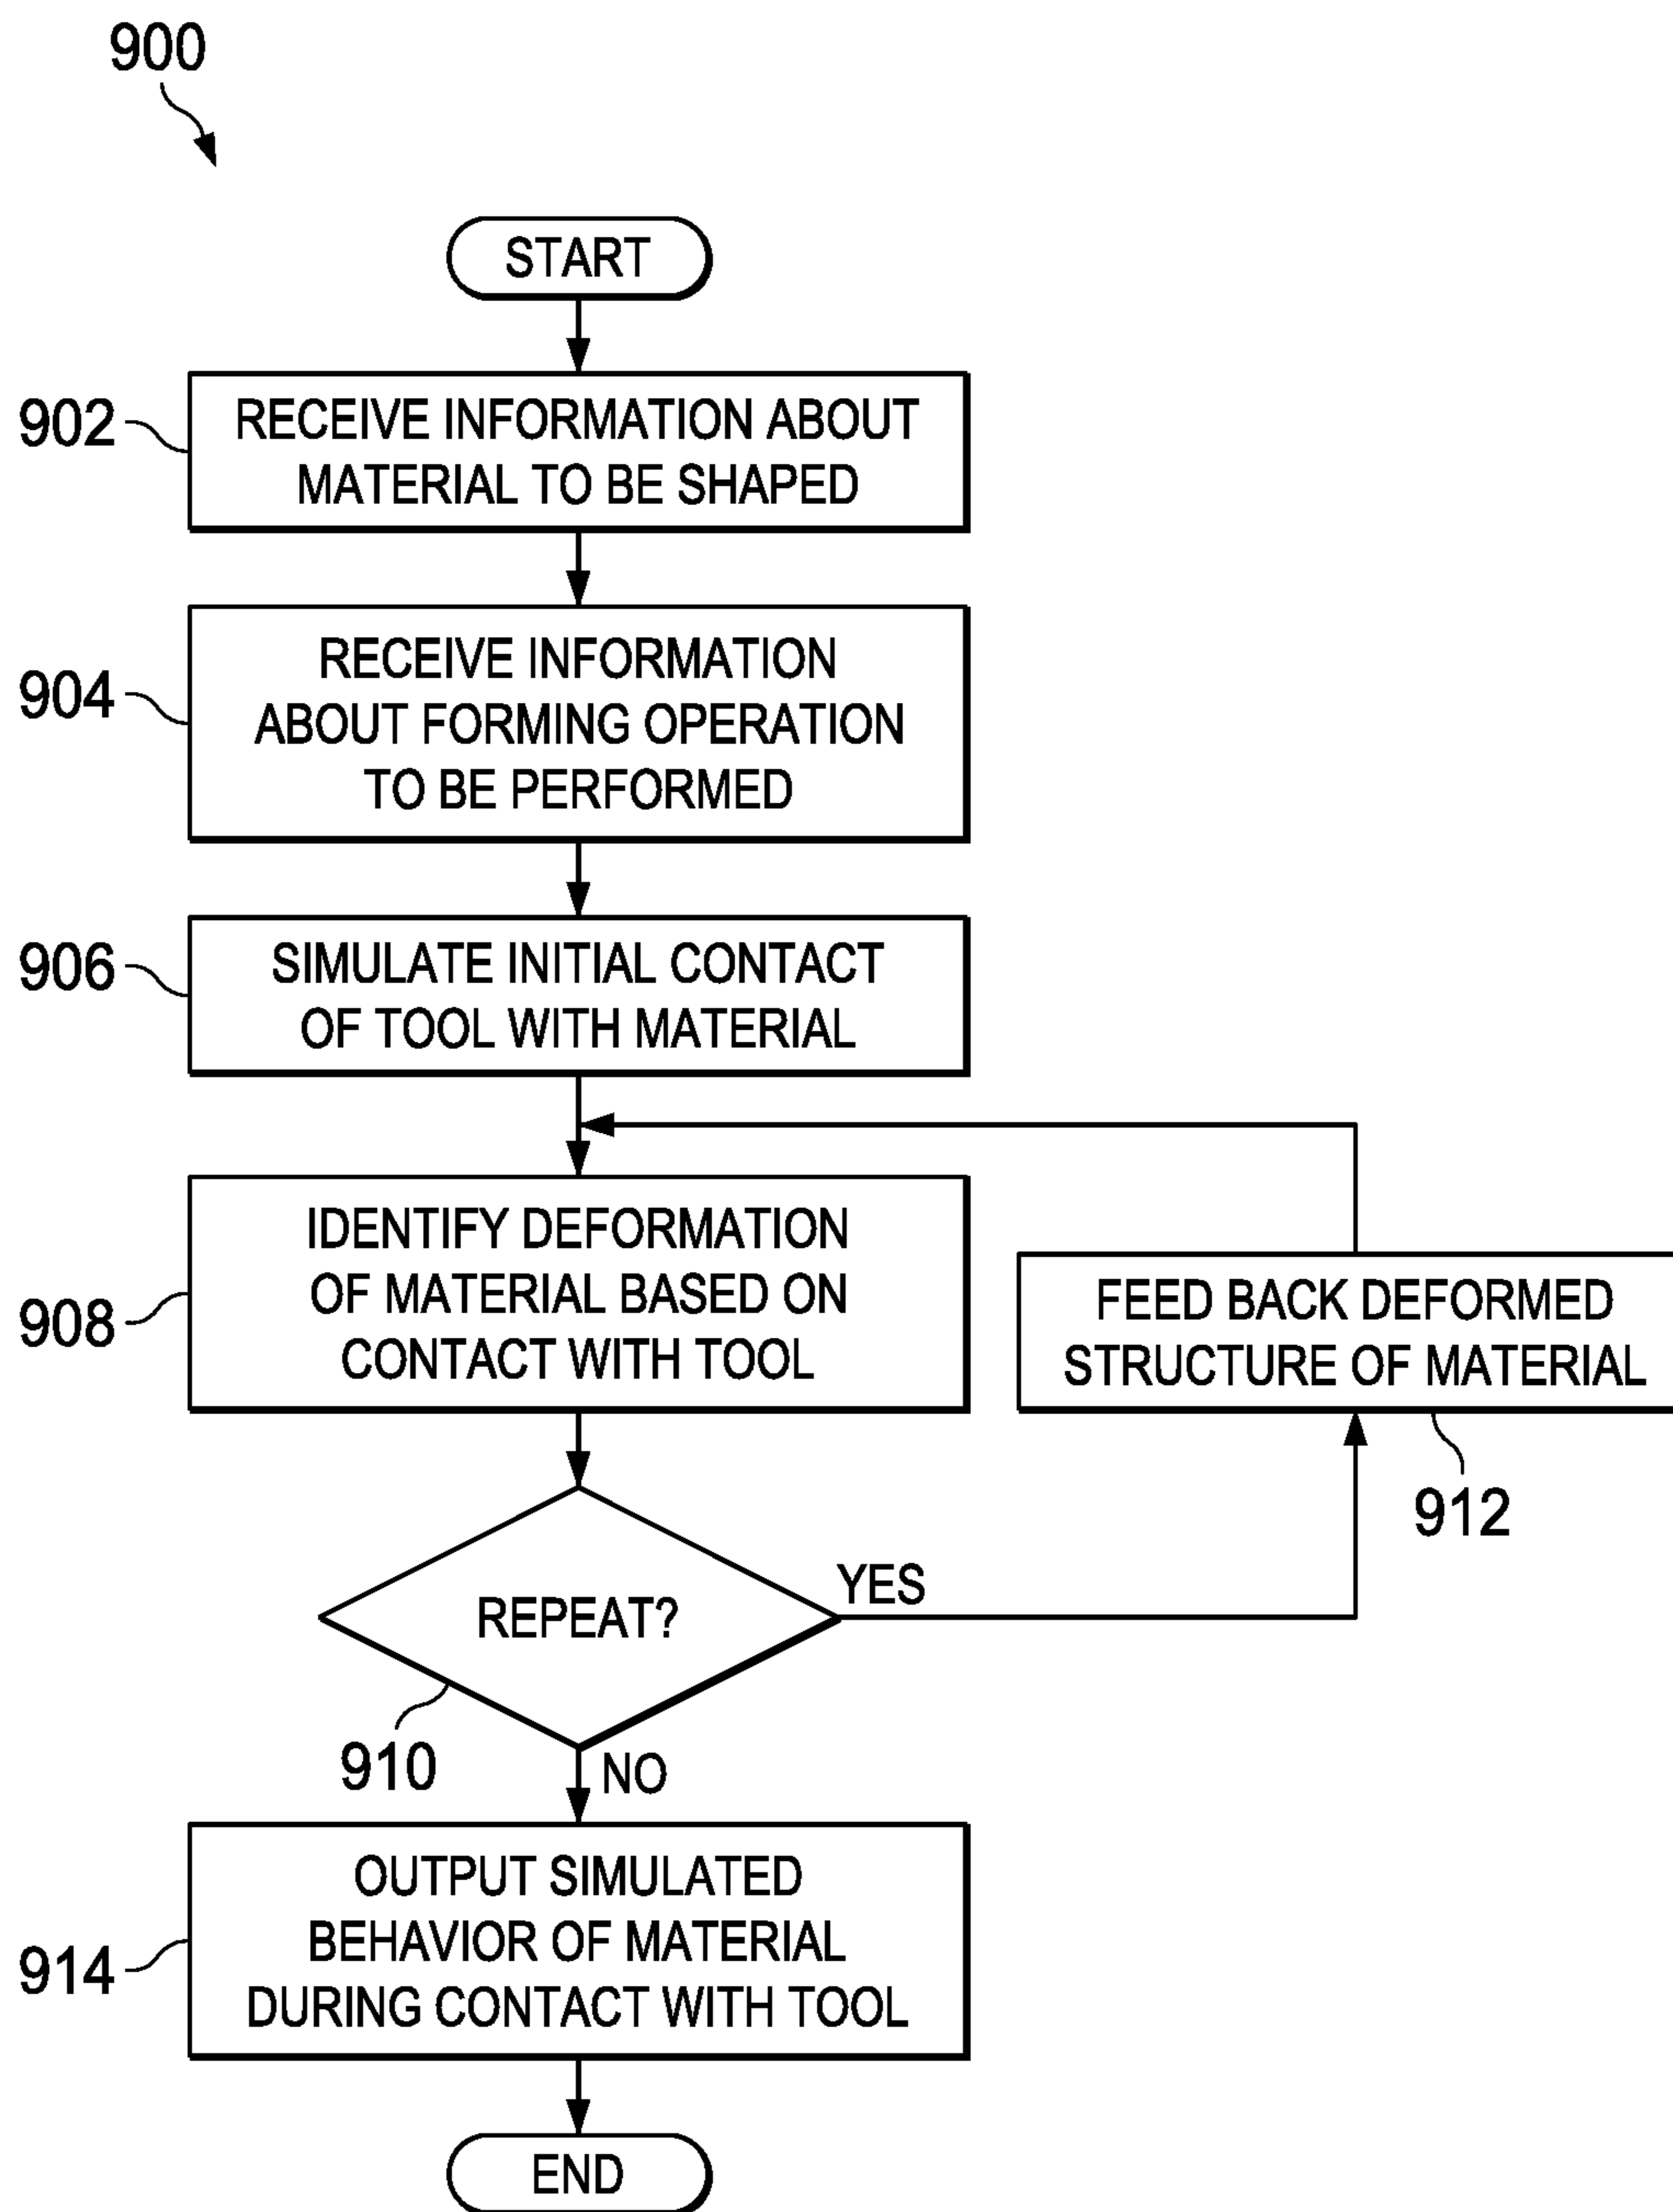 900
START
902
RECEIVE INFORMATION ABOUT
MATERIAL TO BE SHAPED
904
RECEIVE INFORMATION
ABOUT FORMING OPERATION
TO BE PERFORMED
906
SIMULATE INITIAL CONTACT
OF TOOL WITH MATERIAL
908
IDENTIFY DEFORMATION
OF MATERIAL BASED ON
CONTACT WITH TOOL
FEED BACK DEFORMED
STRUCTURE OF MATERIAL
912
REPEAT?
YES
910
NO
914
OUTPUT SIMULATED
BEHAVIOR OF MATERIAL
DURING CONTACT WITH TOOL
END